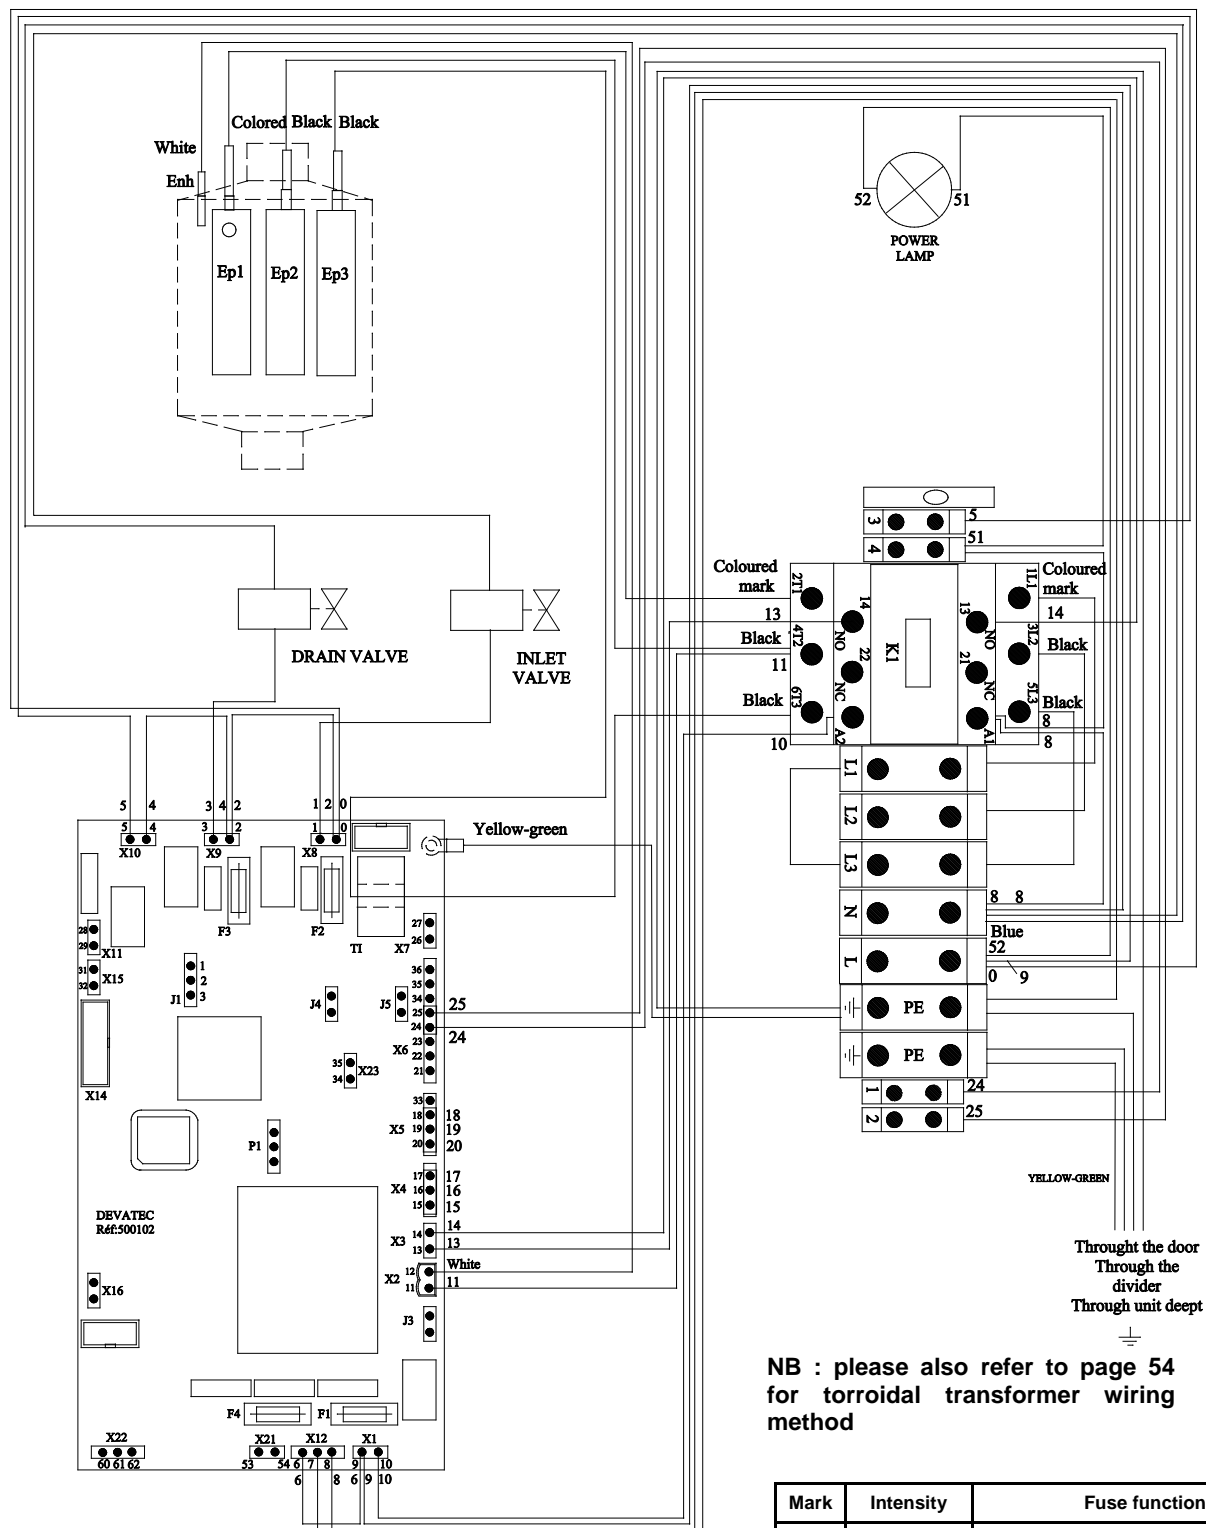 Colored Black Black
White
Enh
Ep1 Ep2 Ep3
52 51
POWER
LAMP
DRAIN VALVE
INLET
VALVE
3 5
4 51
Coloured
mark
2T1
13
4T2
Black
11
6T3
Black
10
14
NO
22
NC
A2
K1
13
NO
21
NC
A1
1L1
Coloured
mark
14
3L2
Black
5L3
Black
8
8
L1
L2
L3
N
8 8
Blue
52
L
0 9
PE
PE
1 24
2 25
YELLOW-GREEN
Throught the door
Through the
divider
Through unit deept
5 4 3 4 2 1 2 0
5 4 3 2 1 0
X10 X9 X8
Yellow-green
F3 F2 TI X7
27
26
28
29
X11
31
32
X15
J1
1
2
3
J4
J5
36
35
34
25 25
24 24
23
22
21
X6
35
34
X23
X14
33
18 18
19 19
20 20
X5
P1
17 17
16 16
15 15
X4
DEVATEC
Réf:500102
14 14
13 13
X3
12 White
11 11
X2
X16
J3
F4 F1
X22 X21 X12 X1
60 61 62 53 54 6 7 8 9 10
6 8 6 9 10
NB : please also refer to page 54
for torroidal transformer wiring
method
Mark Intensity Fuse function